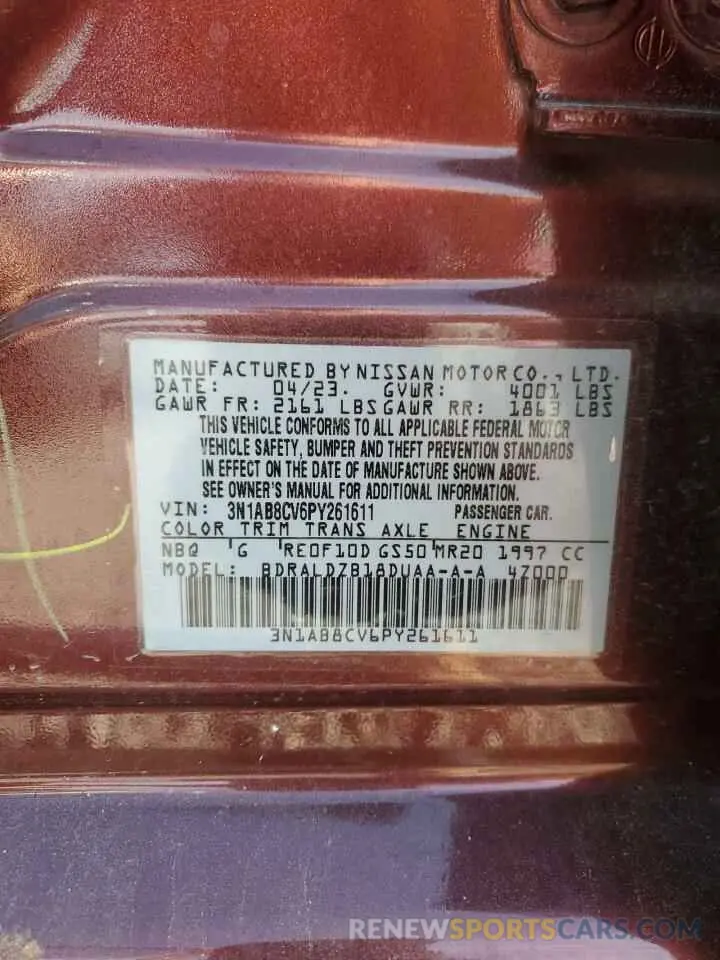 MANUFACTURED BY NISSAN MOTOR CO., LTD.
DATE: 04/23. GVWR: 4001 LBS
GAWR FR: 2161 LBS GAWR RR: 1863 LBS
THIS VEHICLE CONFORMS TO ALL APPLICABLE FEDERAL MOTOR
VEHICLE SAFETY, BUMPER AND THEFT PREVENTION STANDARDS
IN EFFECT ON THE DATE OF MANUFACTURE SHOWN ABOVE.
SEE OWNER'S MANUAL FOR ADDITIONAL INFORMATION.
VIN: 3N1AB8CV6PY261611 PASSENGER CAR.
COLOR TRIM TRANS AXLE ENGINE
NBQ G RE0F10D GS50 MR20 1997 CC
MODEL: BDRALDZB18DUAA-A-A 47000
3N1AB8CV6PY261611
RENEWSPORTSCARS.COM